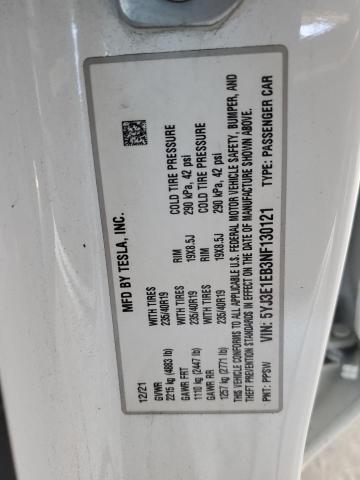 MFD BY TESLA, INC.
12/21
GVWR
2215 kg (4883 lb)
WITH TIRES
235/40R19
RIM
19X8.5J
COLD TIRE PRESSURE
290 kPa, 42 psi
GAWR FRT
1110 kg (2447 lb)
WITH TIRES
235/40R19
RIM
19X8.5J
COLD TIRE PRESSURE
290 kPa, 42 psi
GAWR RR
1257 kg (2771 lb)
THIS VEHICLE CONFORMS TO ALL APPLICABLE U.S. FEDERAL MOTOR VEHICLE SAFETY, BUMPER, AND
THEFT PREVENTION STANDARDS IN EFFECT ON THE DATE OF MANUFACTURE SHOWN ABOVE.
VIN: 5YJ3E1EB3NF130121 TYPE: PASSENGER CAR
PNT: PPSW